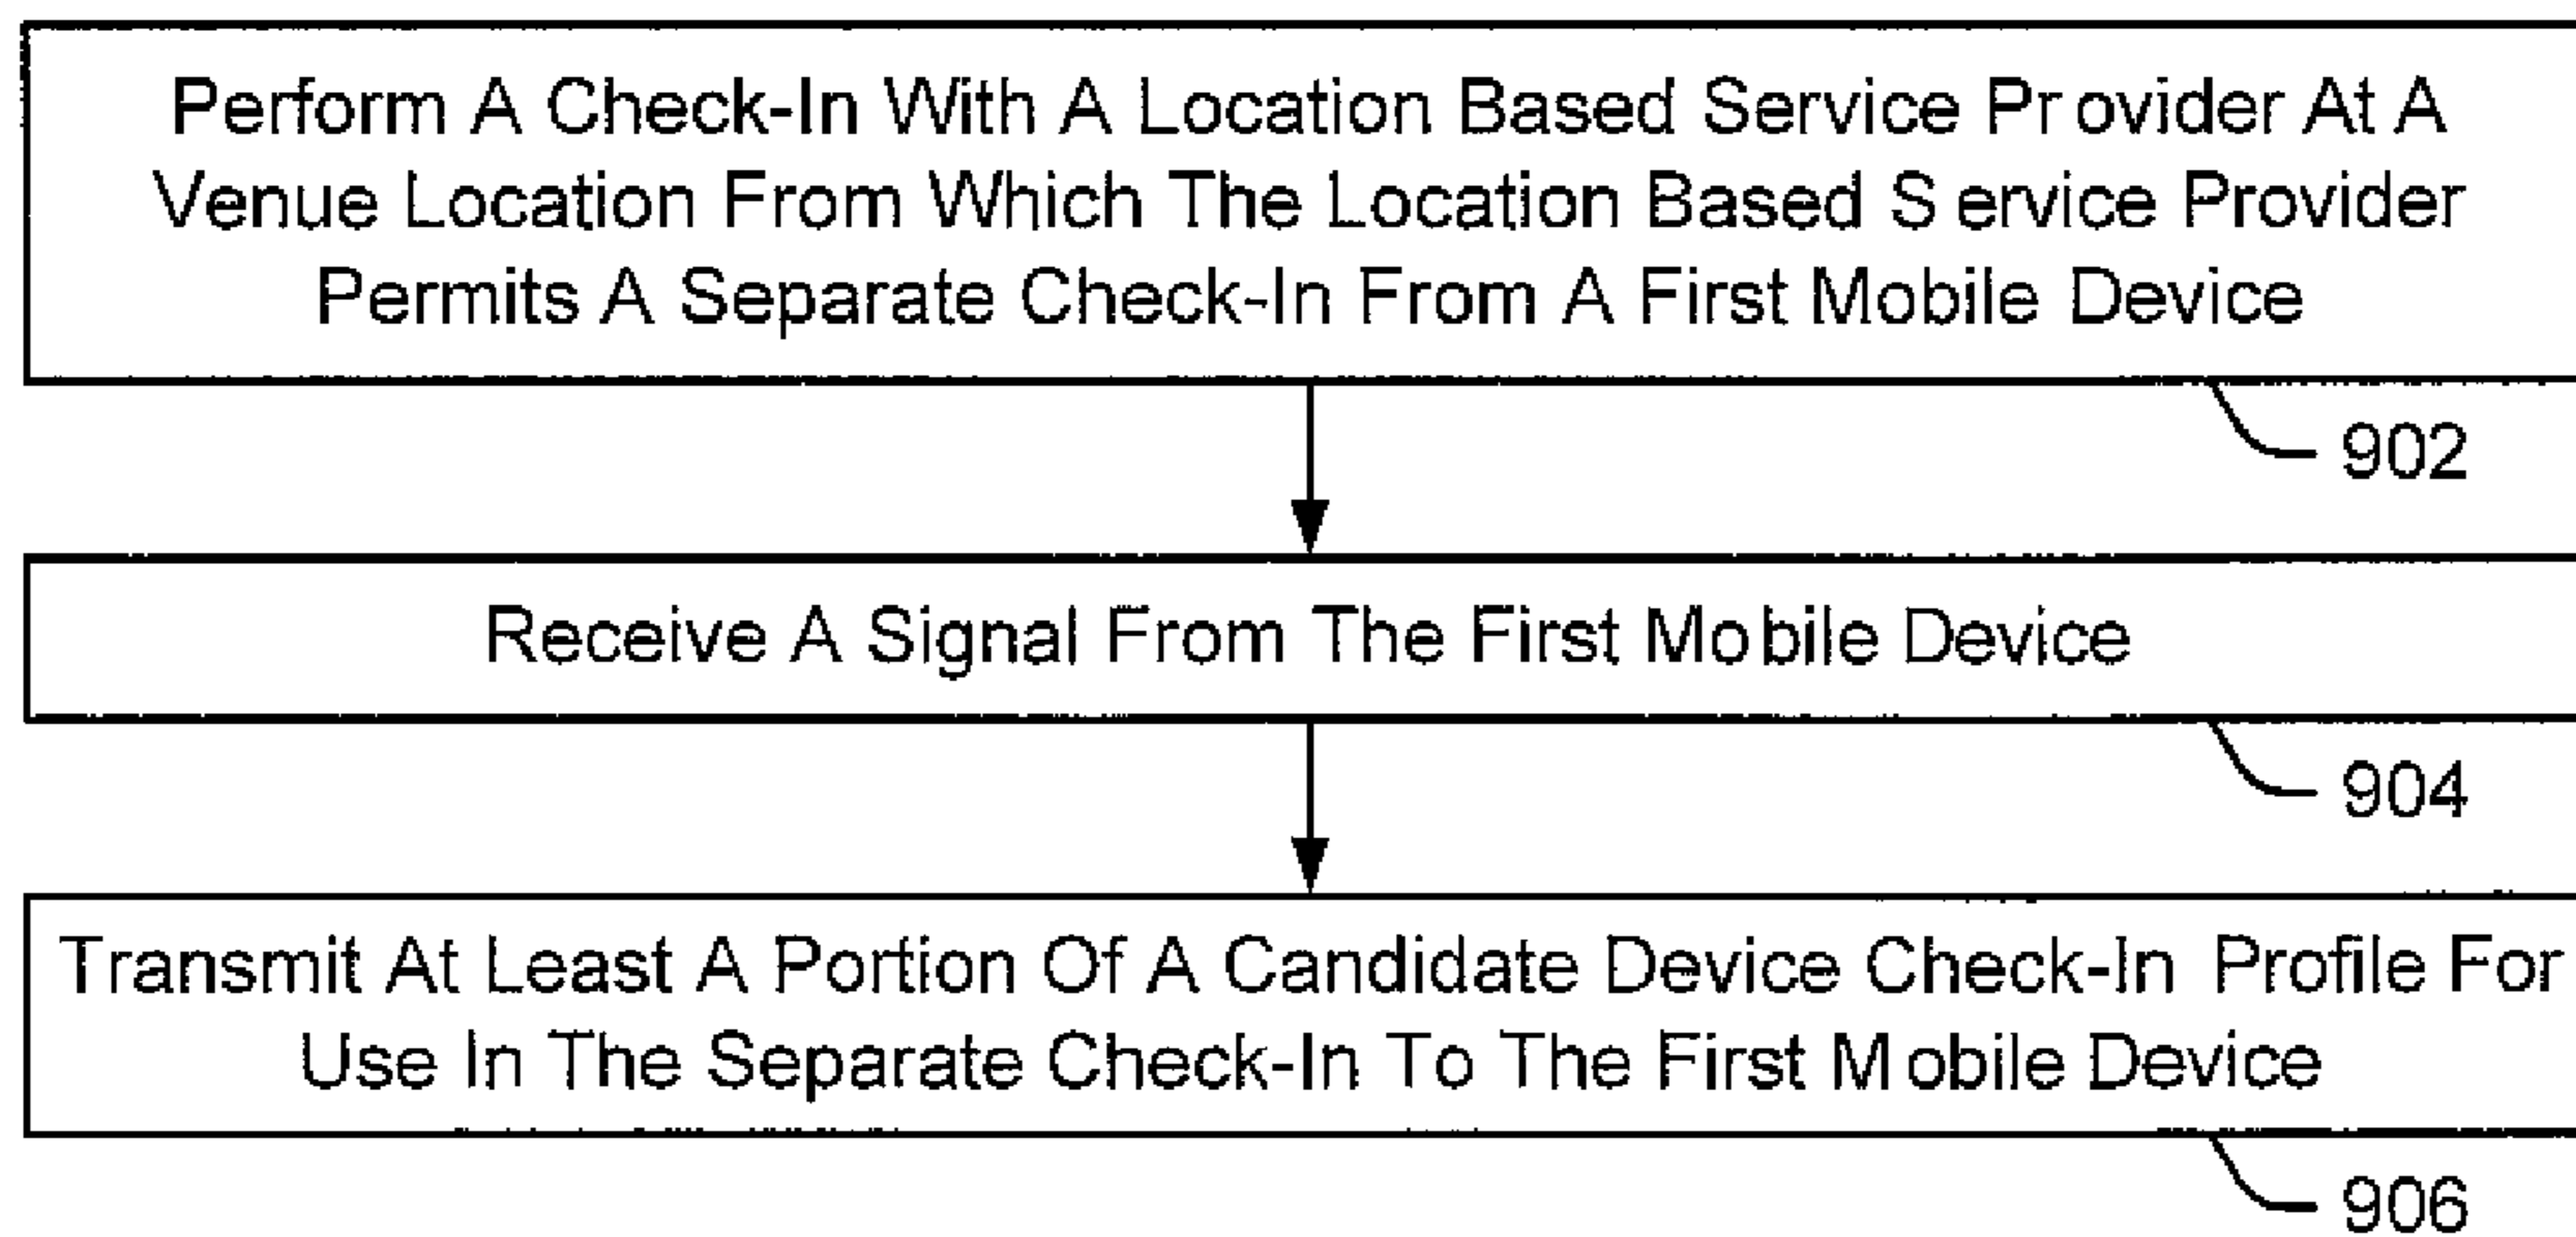 Perform A Check-In With A Location Based Service Provider At A
Venue Location From Which The Location Based Service Provider
Permits A Separate Check-In From A First Mobile Device
902
Receive A Signal From The First Mobile Device
904
Transmit At Least A Portion Of A Candidate Device Check-In Profile For
Use In The Separate Check-In To The First Mobile Device
906